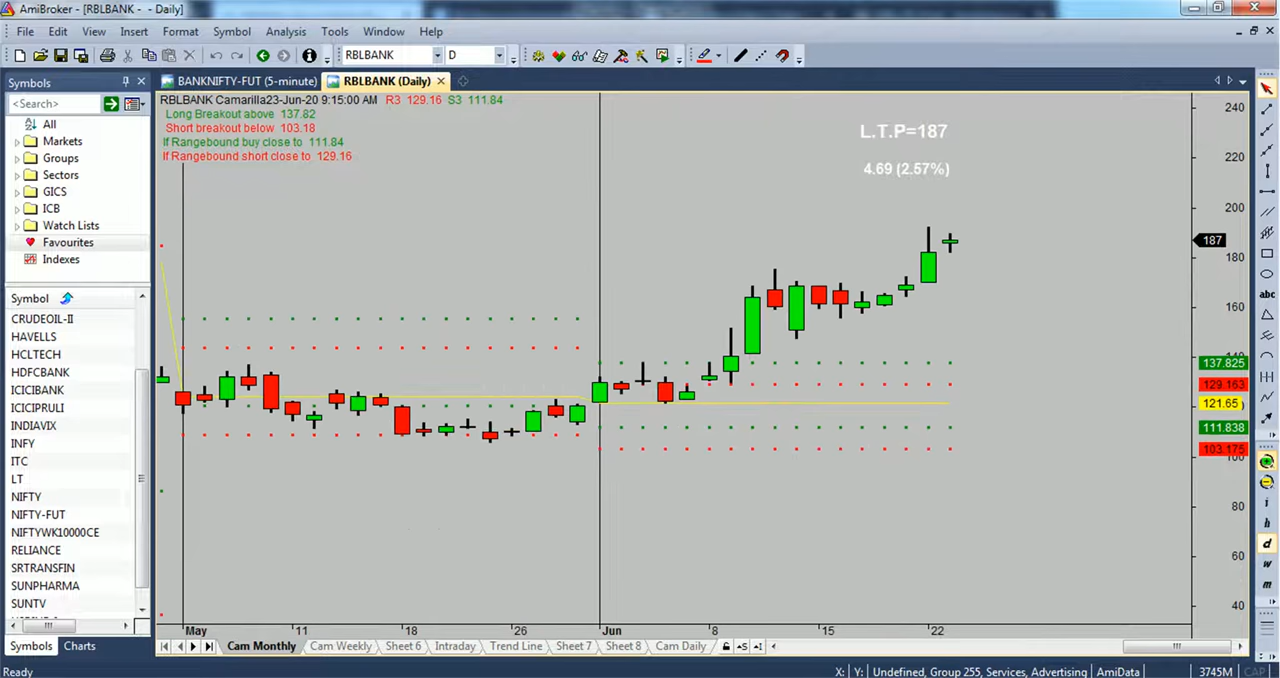 AmiBroker - [RBLBANK - - Daily]
File Edit View Insert Format Symbol Analysis Tools Window Help
RBLBANK D
Symbols
BANKNIFTY-FUT (5-minute) RBLBANK (Daily)
<Search>
RBLBANK Camarilla23-Jun-20 9:15:00 AM R3 129.16 S3 111.84
Long Breakout above 137.82
Short breakout below 103.18
If Rangebound buy close to 111.84
If Rangebound short close to 129.16
L.T.P=187
4.69 (2.57%)
All
Markets
Groups
Sectors
GICS
ICB
Watch Lists
Favourites
Indexes
Symbol
CRUDEOIL-II
HAVELLS
HCLTECH
HDFCBANK
ICICIBANK
ICICIPRULI
INDIAVIX
INFY
ITC
LT
NIFTY
NIFTY-FUT
NIFTYWK10000CE
RELIANCE
SRTRANSFIN
SUNPHARMA
SUNTV
240
220
200
187
180
160
137.825
129.163
121.65
111.838
103.175
80
60
40
abc
i
h
d
w
m
May 11 18 26 Jun 8 15 22
Symbols Charts
Cam Monthly Cam Weekly Sheet 6 Intraday Trend Line Sheet 7 Sheet 8 Cam Daily
Ready X: Y: Undefined, Group 255, Services, Advertising AmiData 3745M CAP